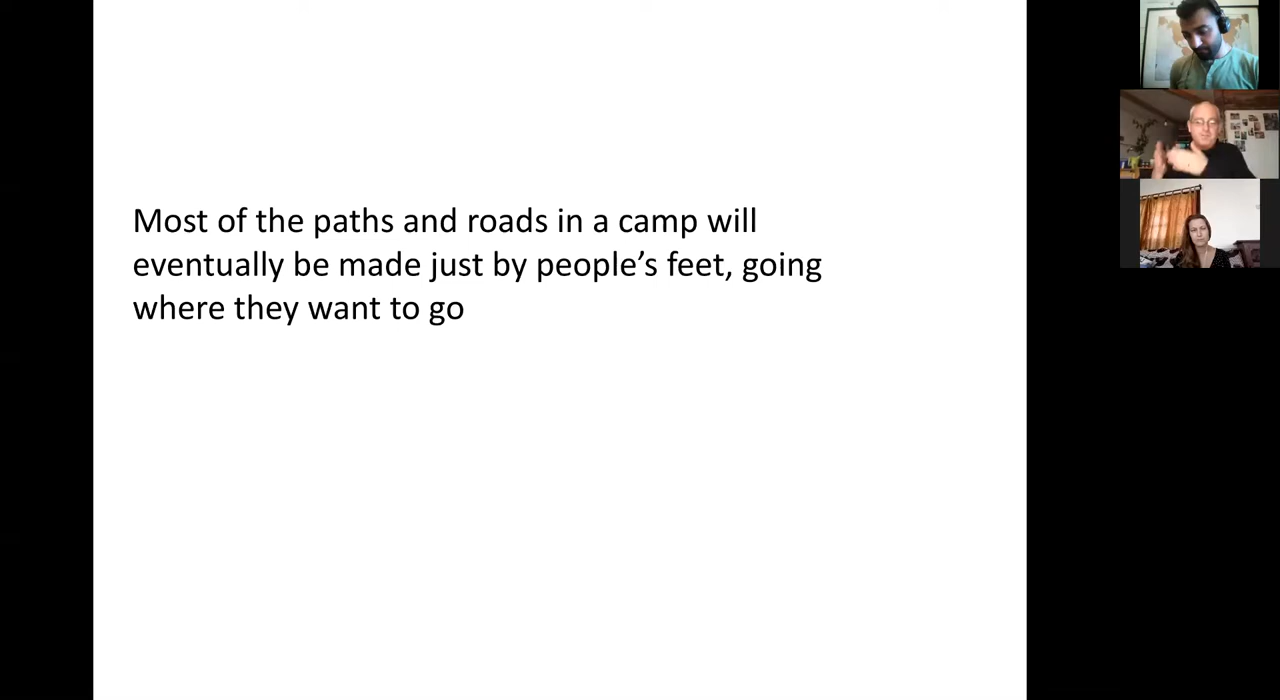 Most of the paths and roads in a camp will
eventually be made just by people’s feet, going
where they want to go